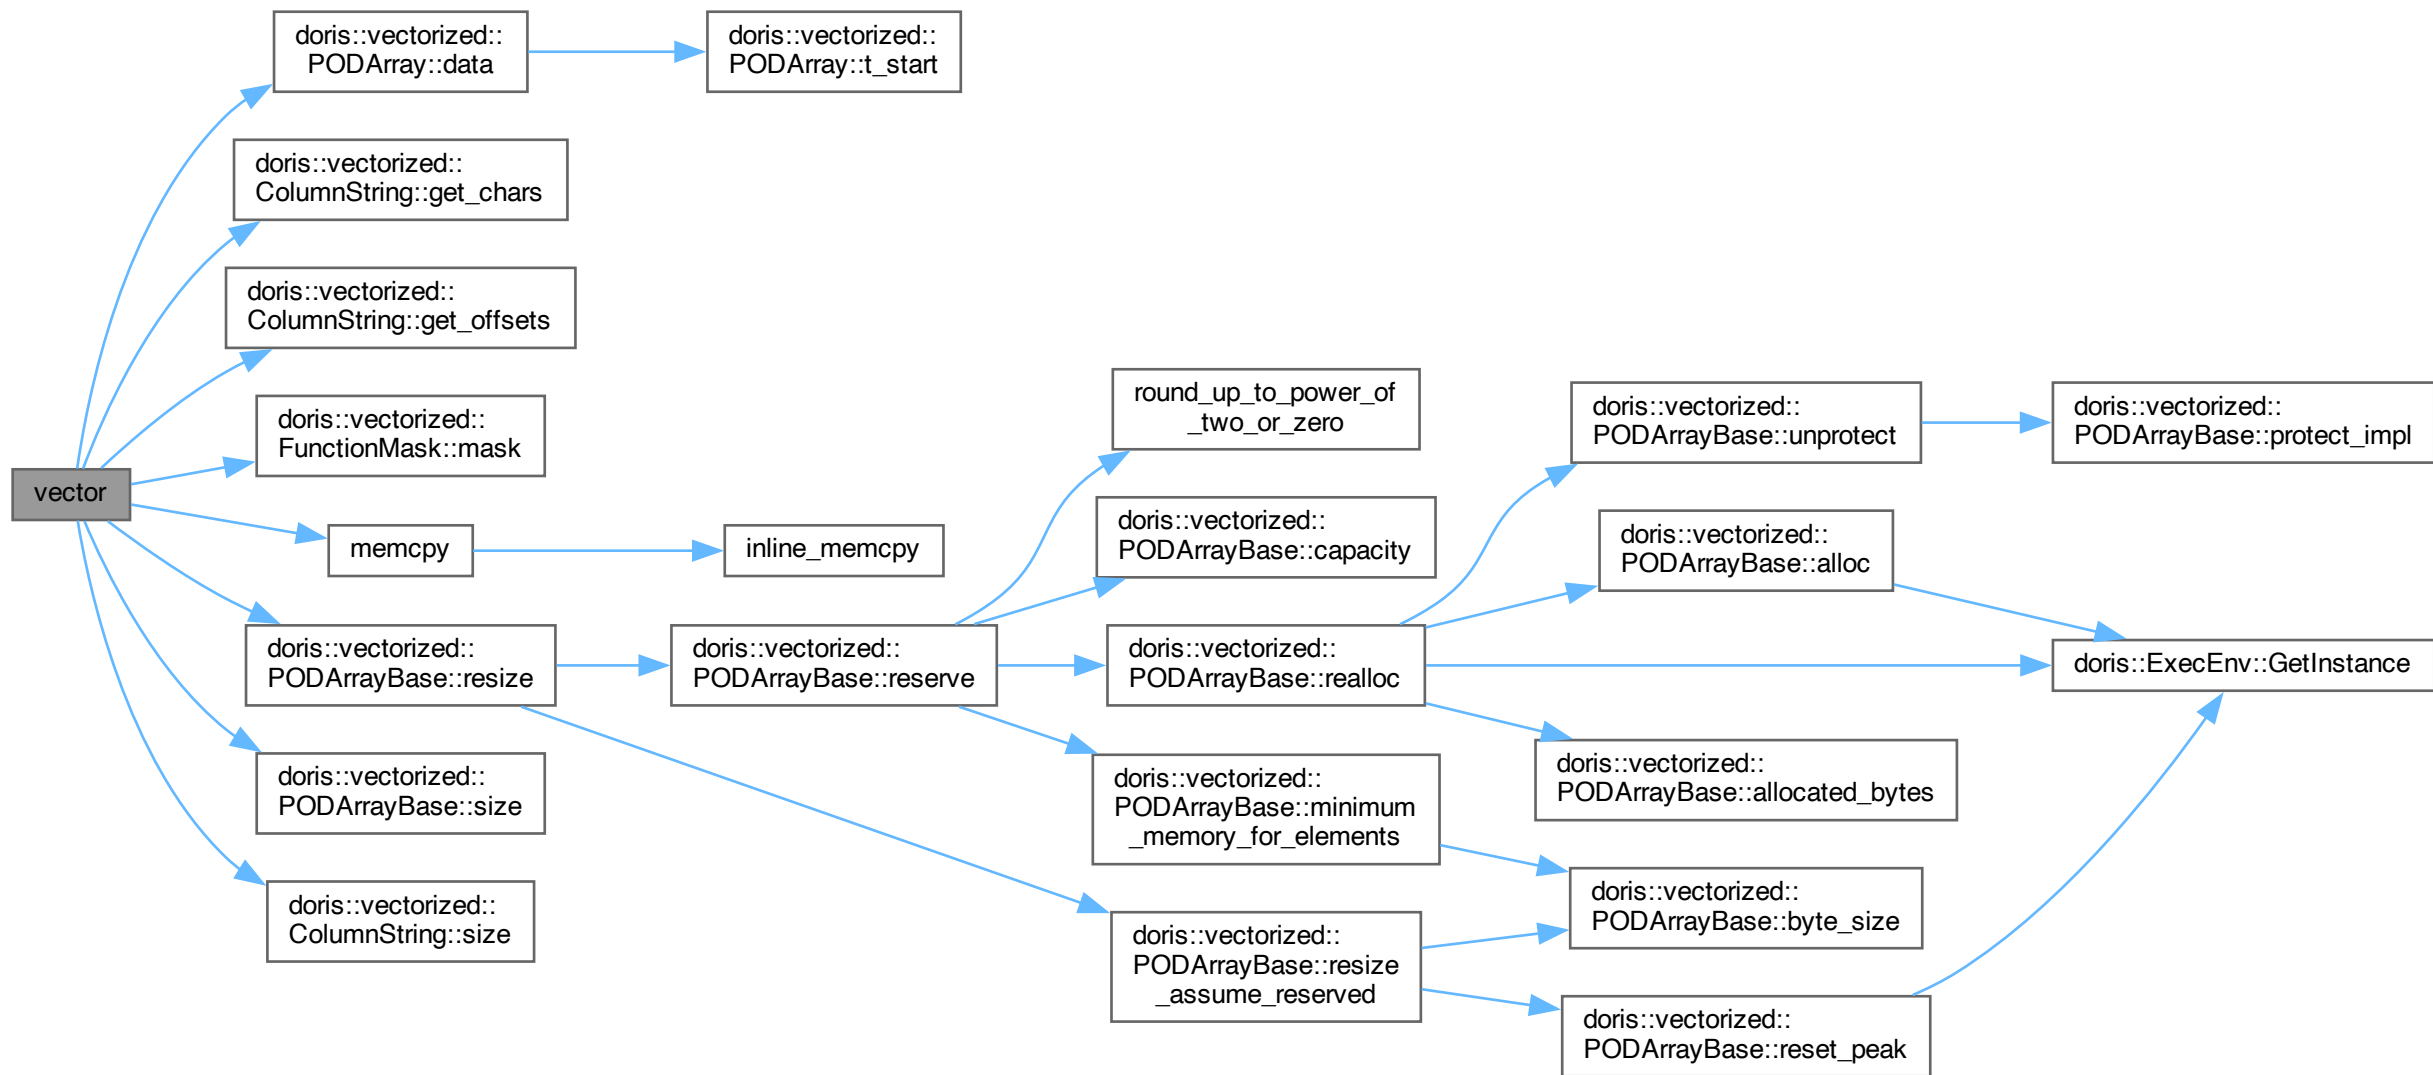 doris::vectorized::
PODArray::data
doris::vectorized::
PODArray::t_start
doris::vectorized::
ColumnString::get_chars
doris::vectorized::
ColumnString::get_offsets
doris::vectorized::
FunctionMask::mask
vector
memcpy
inline_memcpy
doris::vectorized::
PODArrayBase::resize
doris::vectorized::
PODArrayBase::reserve
round_up_to_power_of
_two_or_zero
doris::vectorized::
PODArrayBase::capacity
doris::vectorized::
PODArrayBase::realloc
doris::vectorized::
PODArrayBase::unprotect
doris::vectorized::
PODArrayBase::protect_impl
doris::vectorized::
PODArrayBase::alloc
doris::ExecEnv::GetInstance
doris::vectorized::
PODArrayBase::allocated_bytes
doris::vectorized::
PODArrayBase::minimum
_memory_for_elements
doris::vectorized::
PODArrayBase::byte_size
doris::vectorized::
PODArrayBase::resize
_assume_reserved
doris::vectorized::
PODArrayBase::reset_peak
doris::vectorized::
PODArrayBase::size
doris::vectorized::
ColumnString::size